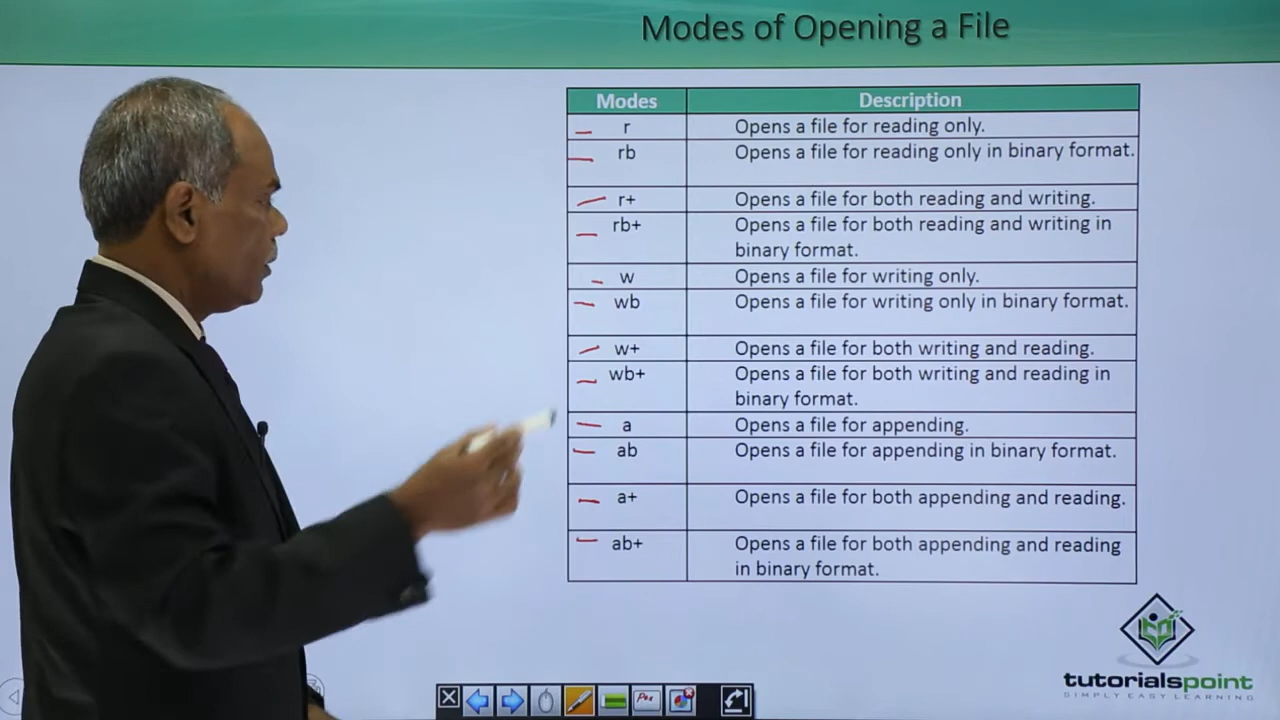 Modes of Opening a File
Modes Description
r Opens a file for reading only.
rb Opens a file for reading only in binary format.
r+ Opens a file for both reading and writing.
rb+ Opens a file for both reading and writing in
binary format.
w Opens a file for writing only.
wb Opens a file for writing only in binary format.
w+ Opens a file for both writing and reading.
wb+ Opens a file for both writing and reading in
binary format.
a Opens a file for appending.
ab Opens a file for appending in binary format.
a+ Opens a file for both appending and reading.
ab+ Opens a file for both appending and reading
in binary format.
tutorialspoint
SIMPLY EASY LEARNING